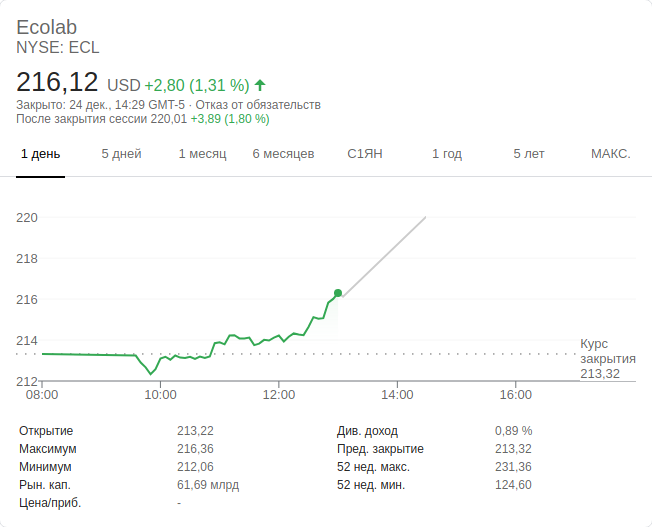 Ecolab
NYSE: ECL
216,12 USD +2,80 (1,31 %)
Закрыто: 24 дек., 14:29 GMT-5 · Отказ от обязательств
После закрытия сессии 220,01 +3,89 (1,80 %)
1 день 5 дней 1 месяц 6 месяцев С1ЯН 1 год 5 лет МАКС.
220
218
216
214
212
Курс
закрытия
213,32
08:00 10:00 12:00 14:00 16:00
Открытие 213,22 Див. доход 0,89 %
Максимум 216,36 Пред. закрытие 213,32
Минимум 212,06 52 нед. макс. 231,36
Рын. кап. 61,69 млрд 52 нед. мин. 124,60
Цена/приб. -